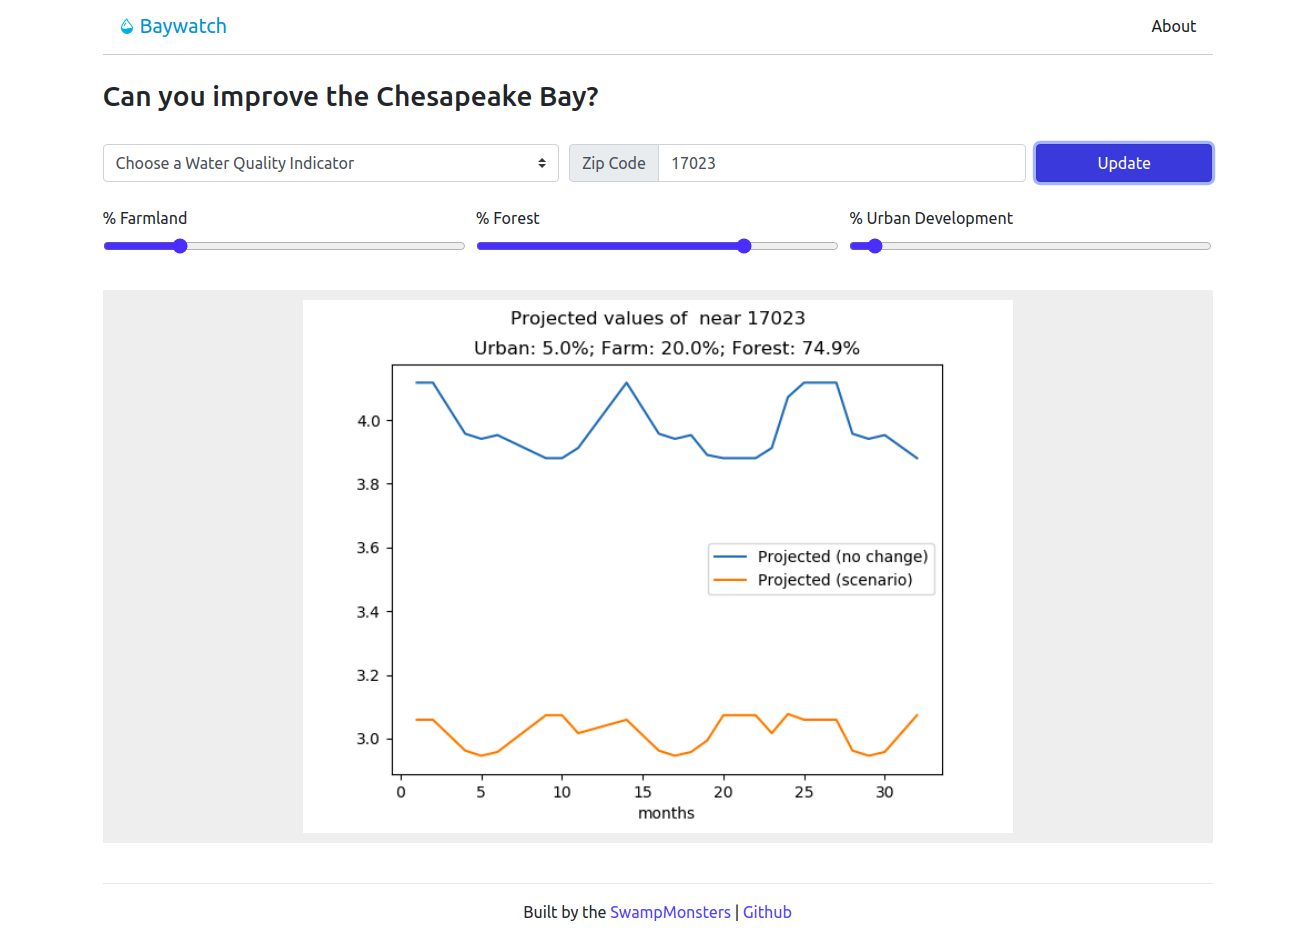 Baywatch
About
Can you improve the Chesapeake Bay?
Choose a Water Quality Indicator
Zip Code
17023
Update
% Farmland
% Forest
% Urban Development
Projected values of  near 17023
Urban: 5.0%; Farm: 20.0%; Forest: 74.9%
4.0
3.8
3.6
3.4
3.2
3.0
Projected (no change)
Projected (scenario)
0 5 10 15 20 25 30
months
Built by the SwampMonsters | Github